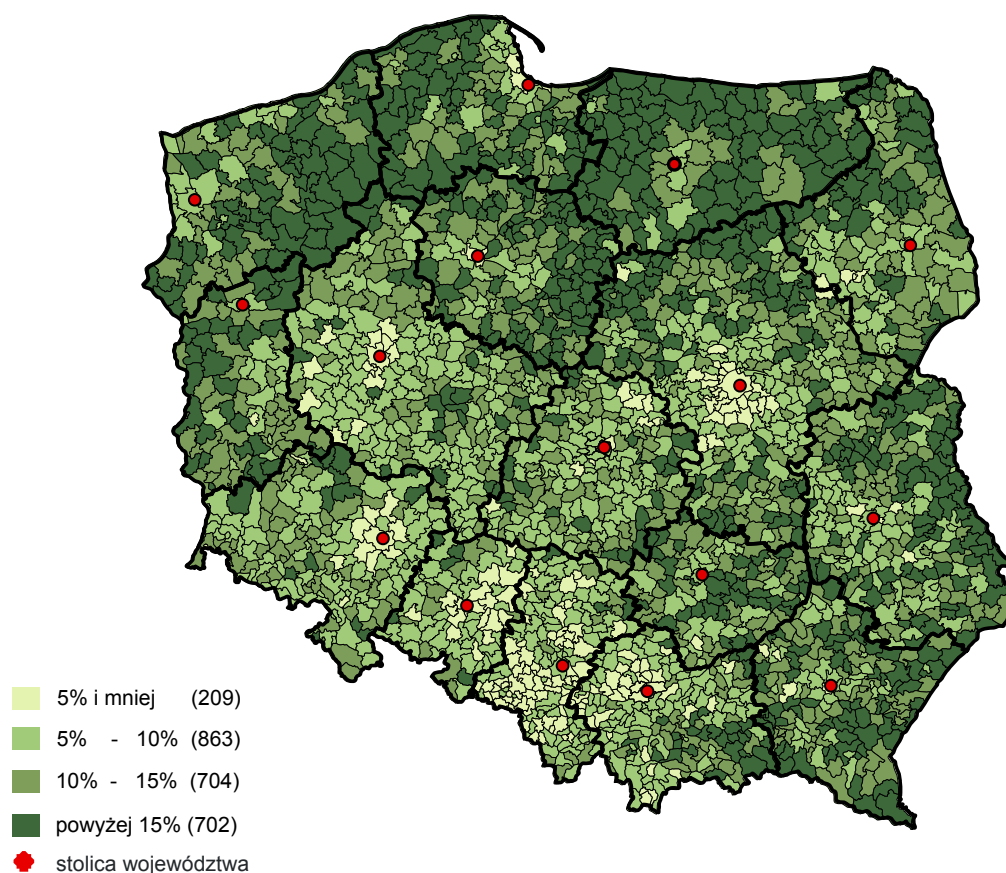 5% i mniej (209)
5% - 10% (863)
10% - 15% (704)
powyżej 15% (702)
stolica województwa